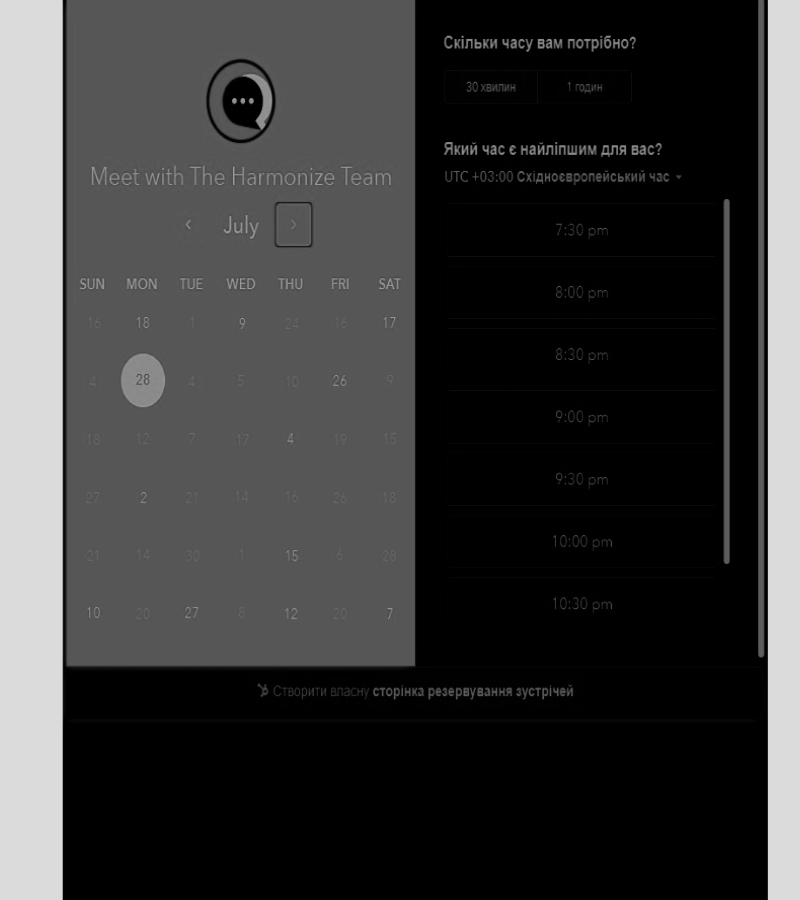 Meet with The Harmonize Team
July
SUN MON TUE WED THU FRI SAT
16 18 1 9 24 16 17
4 28 4 5 10 26 9
18 12 7 17 4 19 15
27 2 21 14 16 26 18
21 14 30 1 15 6 28
10 20 27 8 12 20 7
Скільки часу вам потрібно?
30 хвилин 1 годин
Який час є найліпшим для вас?
UTC +03:00 Східноєвропейський час
7:30 pm
8:00 pm
8:30 pm
9:00 pm
9:30 pm
10:00 pm
10:30 pm
Створити власну сторінка резервування зустрічей